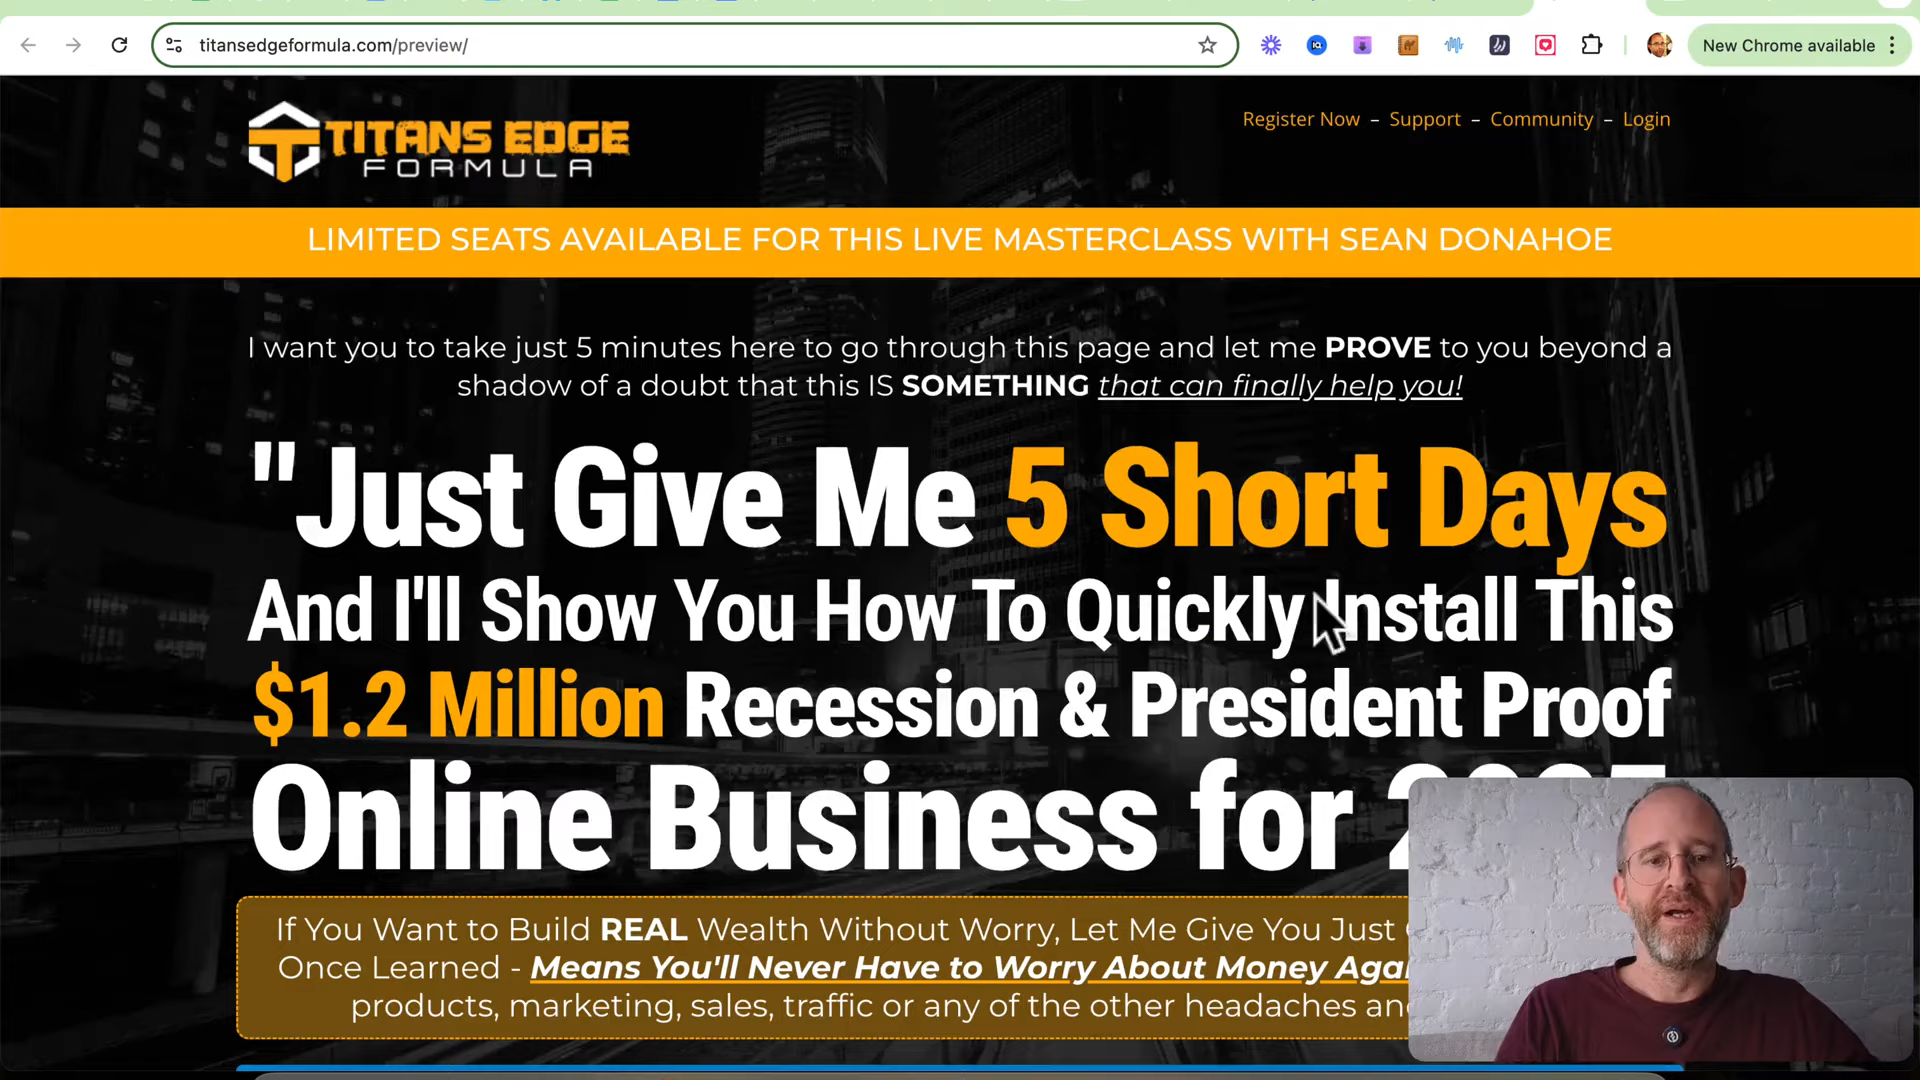 titansedgeformula.com/preview/
New Chrome available
TITANS EDGE
FORMULA
Register Now – Support – Community – Login
LIMITED SEATS AVAILABLE FOR THIS LIVE MASTERCLASS WITH SEAN DONAHOE
I want you to take just 5 minutes here to go through this page and let me PROVE to you beyond a
shadow of a doubt that this IS SOMETHING that can finally help you!
"Just Give Me 5 Short Days
And I'll Show You How To Quickly Install This
$1.2 Million Recession & President Proof
Online Business for
If You Want to Build REAL Wealth Without Worry, Let Me Give You Just
Once Learned - Means You'll Never Have to Worry About Money
products, marketing, sales, traffic or any of the other headaches